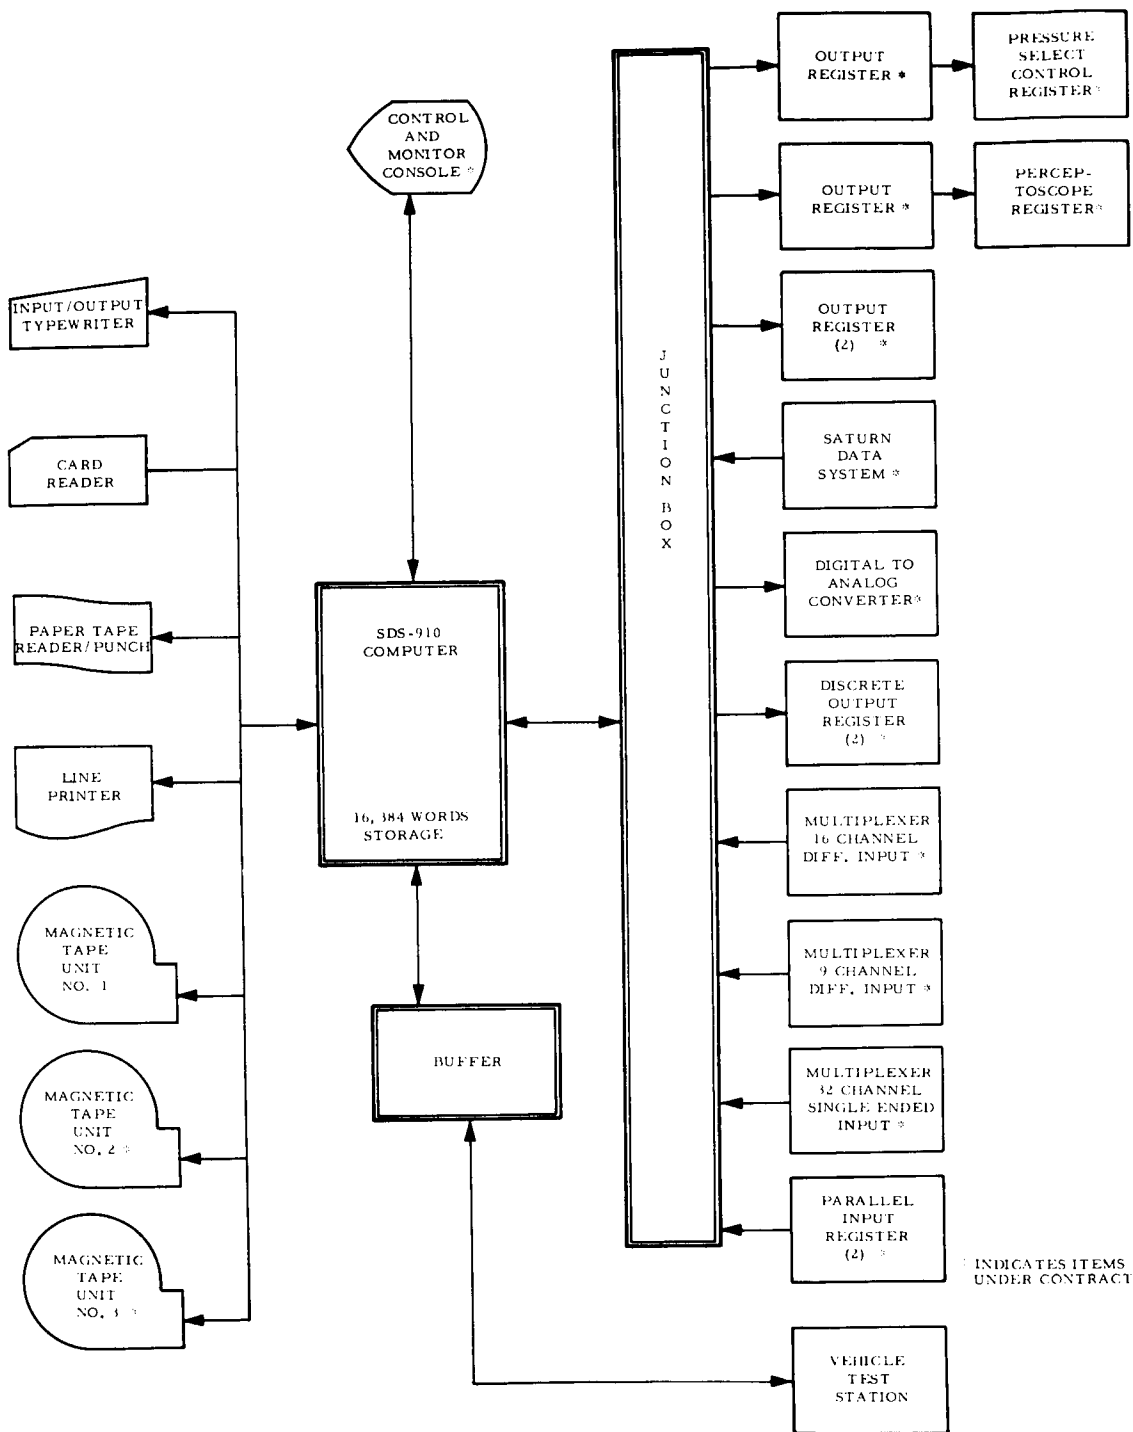 CONTROL
AND
MONITOR
CONSOLE *
INPUT/OUTPUT
TYPEWRITER
CARD
READER
PAPER TAPE
READER/PUNCH
LINE
PRINTER
MAGNETIC
TAPE
UNIT
NO. 1
MAGNETIC
TAPE
UNIT
NO. 2 *
MAGNETIC
TAPE
UNIT
NO. 3 *
SDS-910
COMPUTER
16,384 WORDS
STORAGE
BUFFER
JUNCTION BOX
OUTPUT
REGISTER *
PRESSURE
SELECT
CONTROL
REGISTER*
OUTPUT
REGISTER *
PERCEP-
TOSCOPE
REGISTER*
OUTPUT
REGISTER
(2) *
SATURN
DATA
SYSTEM *
DIGITAL TO
ANALOG
CONVERTER*
DISCRETE
OUTPUT
REGISTER
(2) *
MULTIPLEXER
16 CHANNEL
DIFF. INPUT *
MULTIPLEXER
9 CHANNEL
DIFF. INPUT *
MULTIPLEXER
32 CHANNEL
SINGLE ENDED
INPUT *
PARALLEL
INPUT
REGISTER
(2) *
* INDICATES ITEMS
UNDER CONTRACT
VEHICLE
TEST
STATION